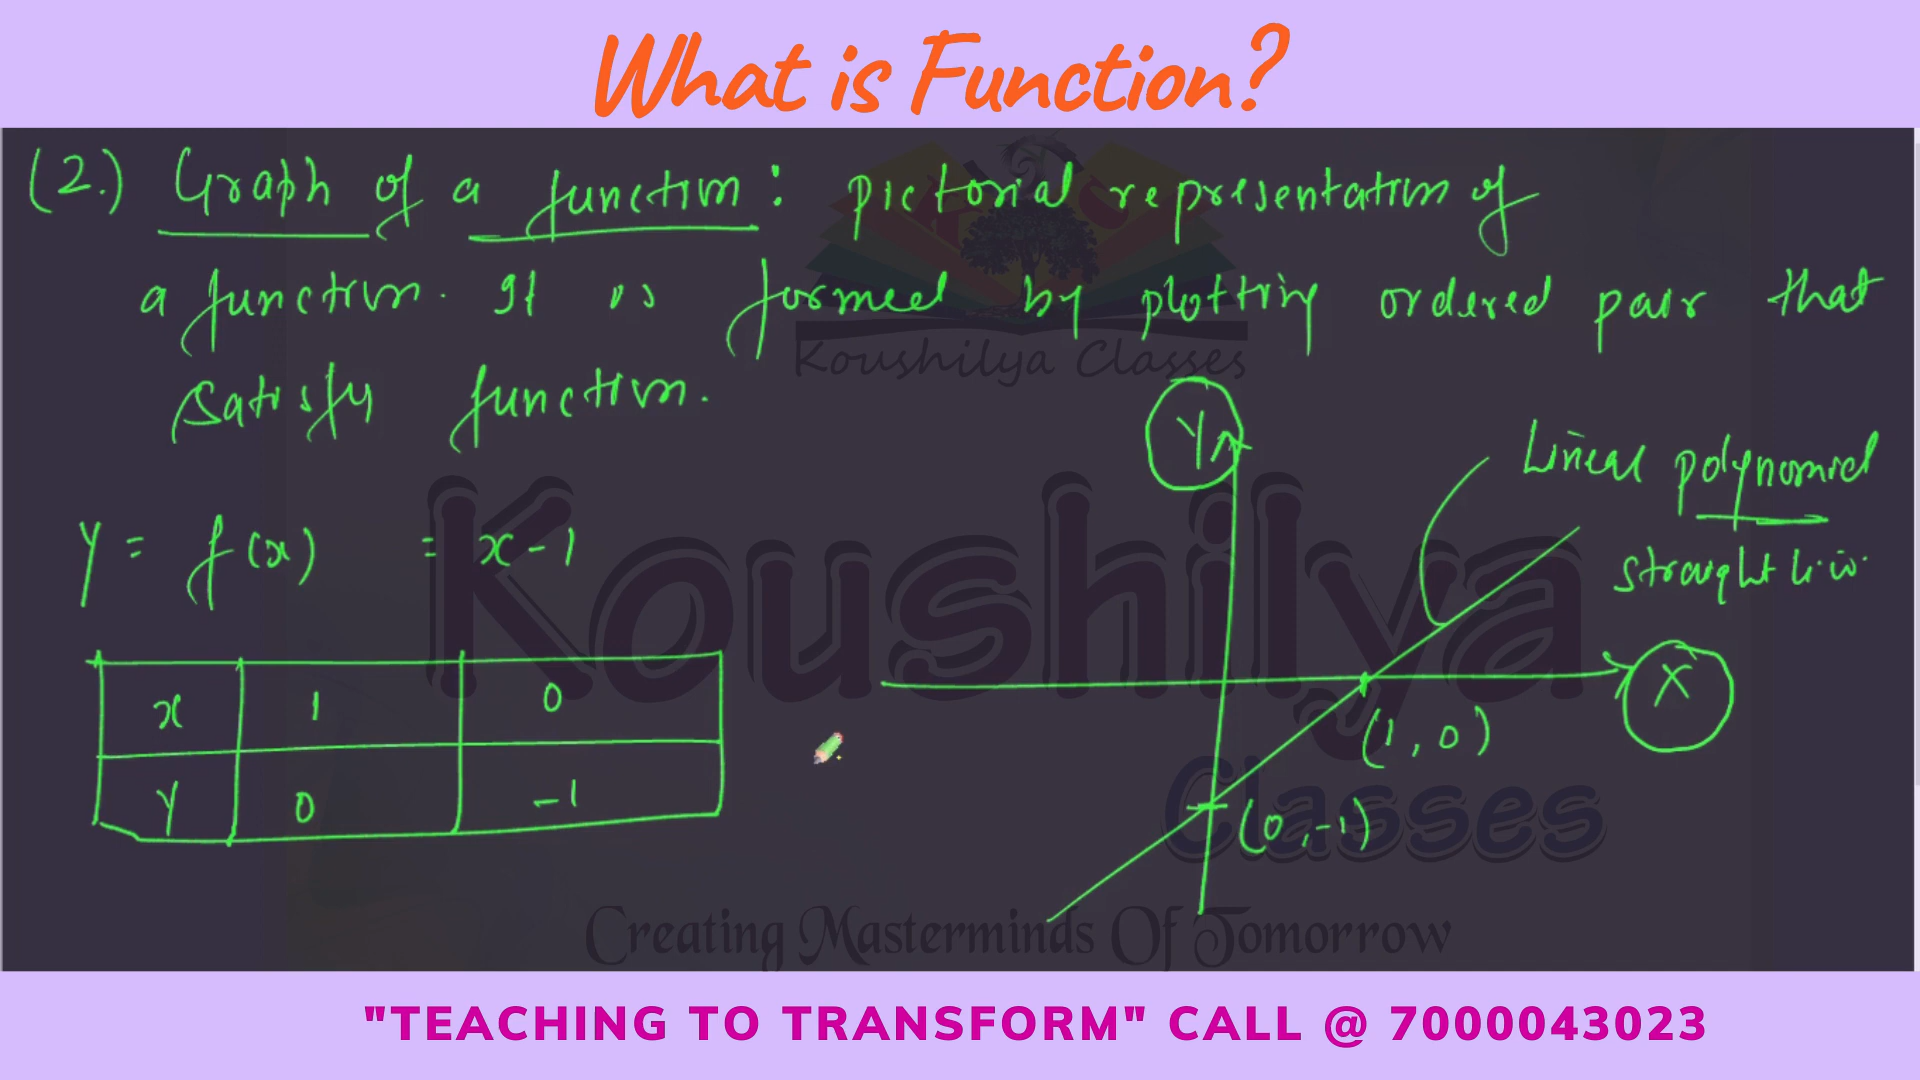 What is Function?
(2.) Graph of a function: pictorial representation of
a function. It is formed by plotting ordered pair that
satisfy function.
Koushilya Classes
Y
Linear polynomial
straight line.
Y = f(x) = x-1
Koushilya
Classes
x 1 0
Y 0 -1
X
(1, 0)
(0, -1)
Creating Masterminds Of Tomorrow
"TEACHING TO TRANSFORM" CALL @ 7000043023